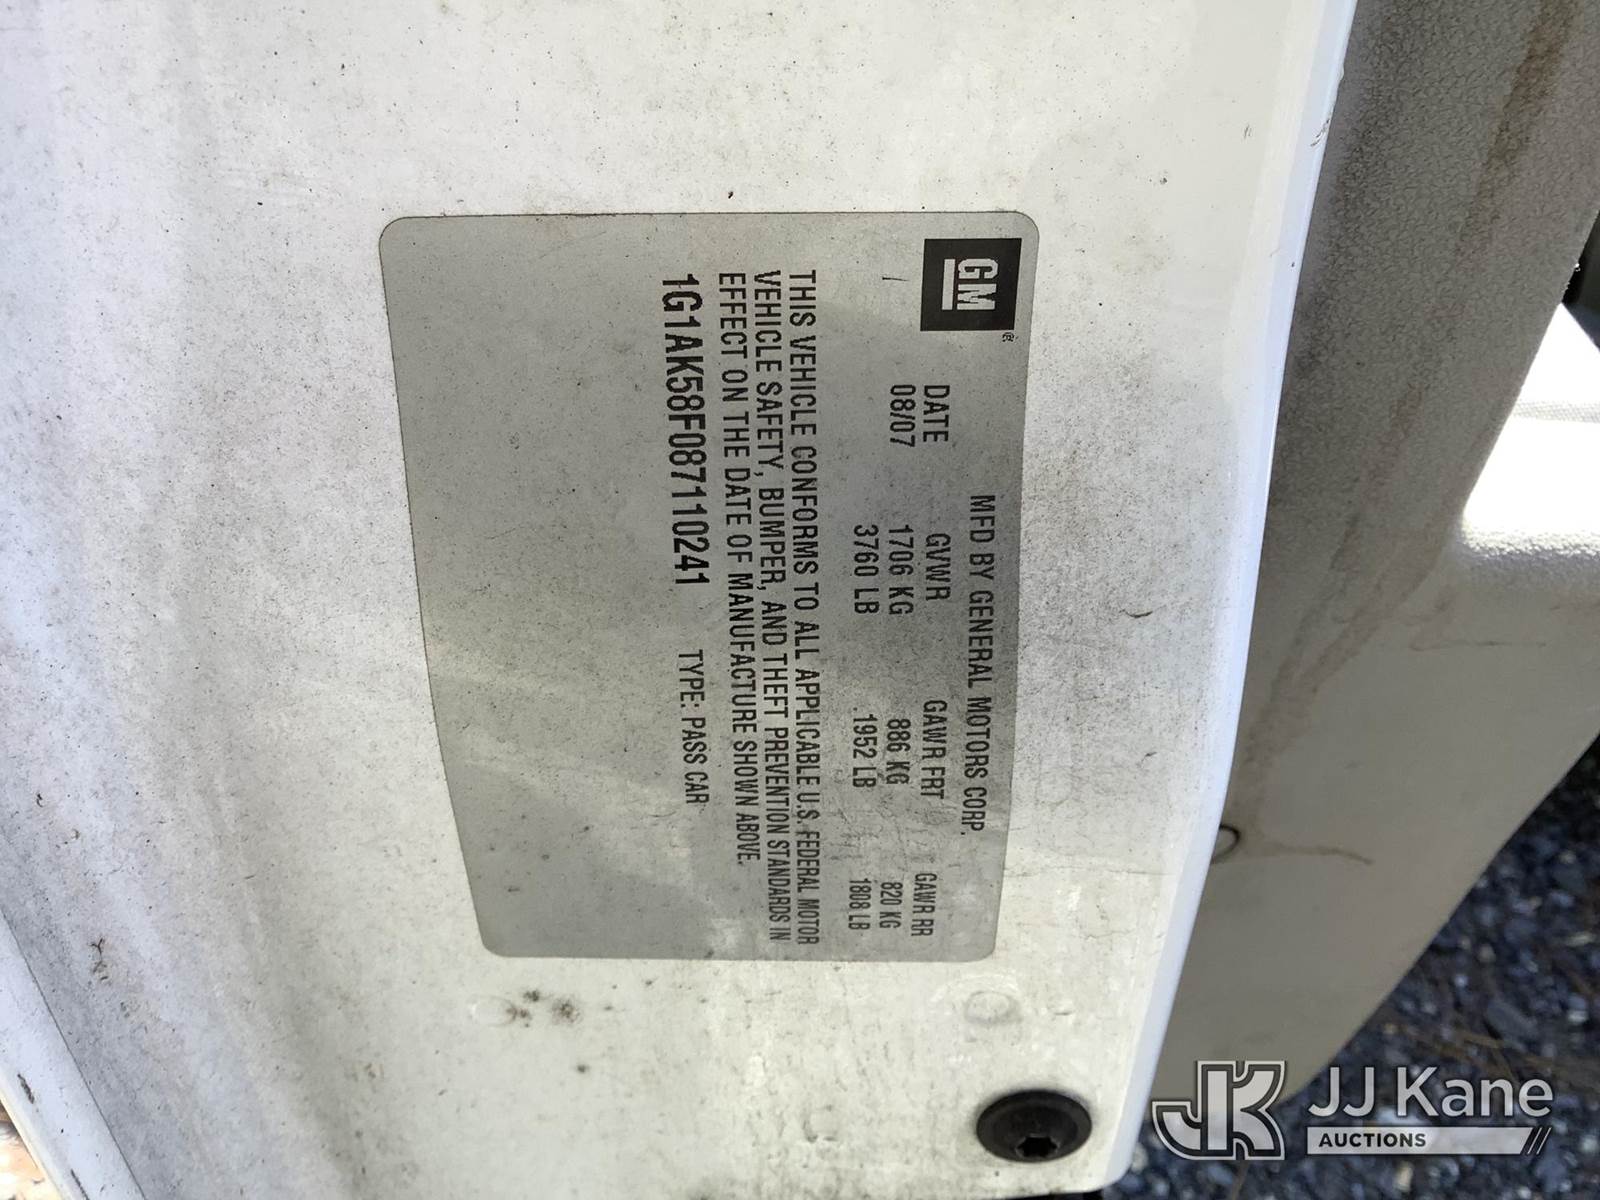 GM®
MFD BY GENERAL MOTORS CORP.
DATE GVWR GAWR FRT GAWR RR
08/07 1706 KG 886 KG 820 KG
3760 LB 1952 LB 1808 LB
THIS VEHICLE CONFORMS TO ALL APPLICABLE U.S. FEDERAL MOTOR
VEHICLE SAFETY, BUMPER, AND THEFT PREVENTION STANDARDS IN
EFFECT ON THE DATE OF MANUFACTURE SHOWN ABOVE.
1G1AK58F087110241 TYPE: PASS CAR
JK JJ Kane
AUCTIONS